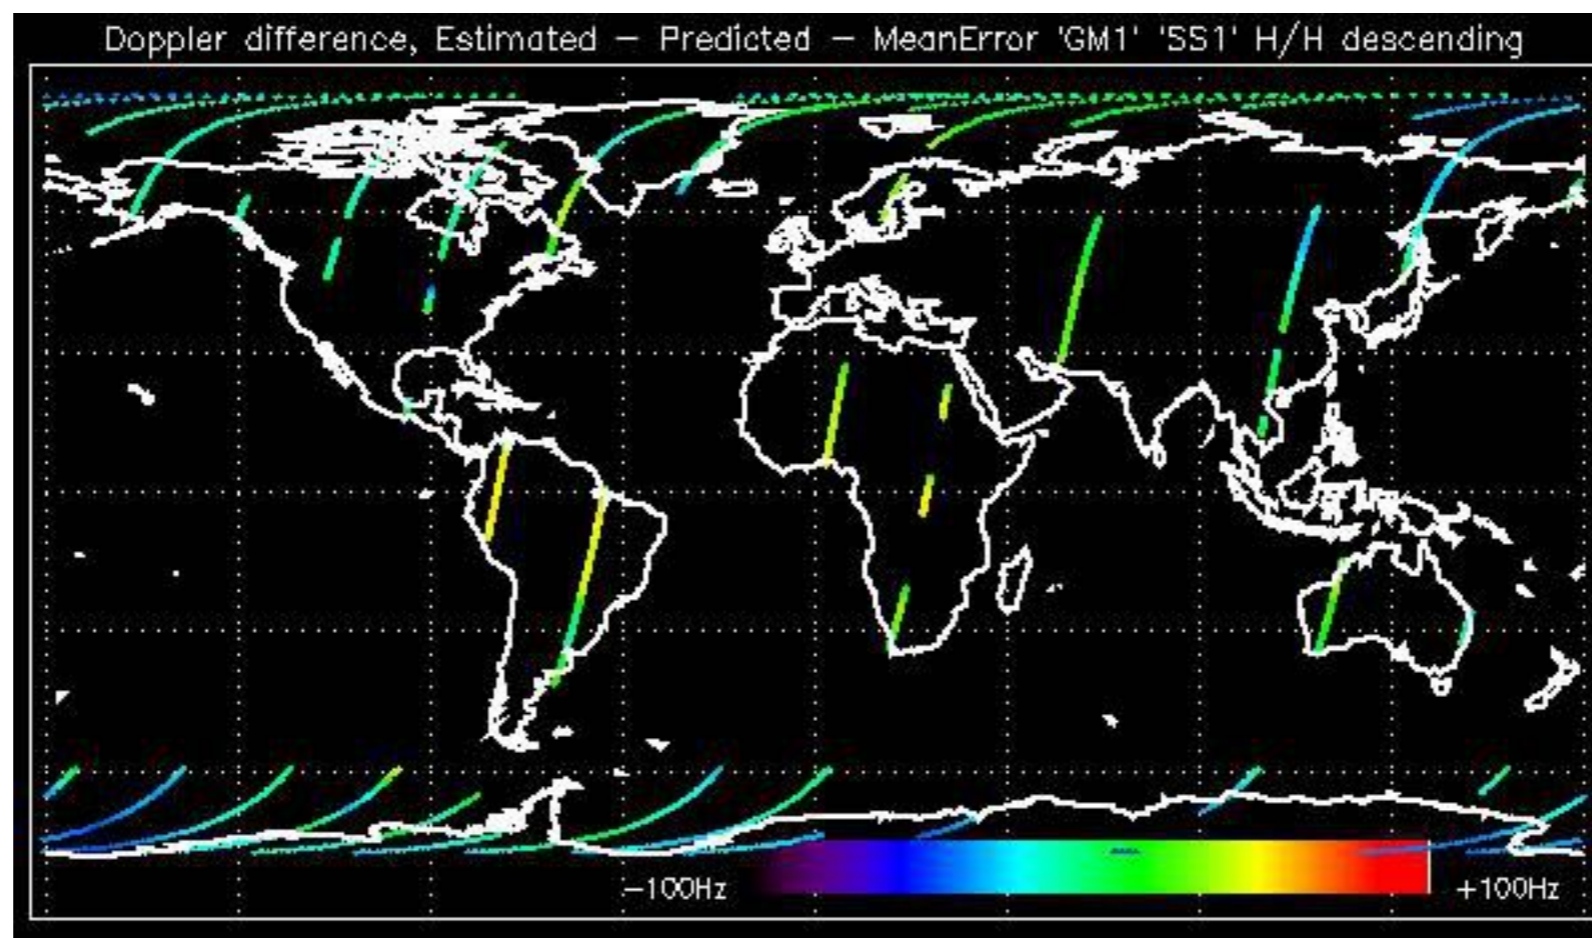 Doppler difference, Estimated – Predicted – MeanError 'GM1' 'SS1' H/H descending
–100Hz +100Hz